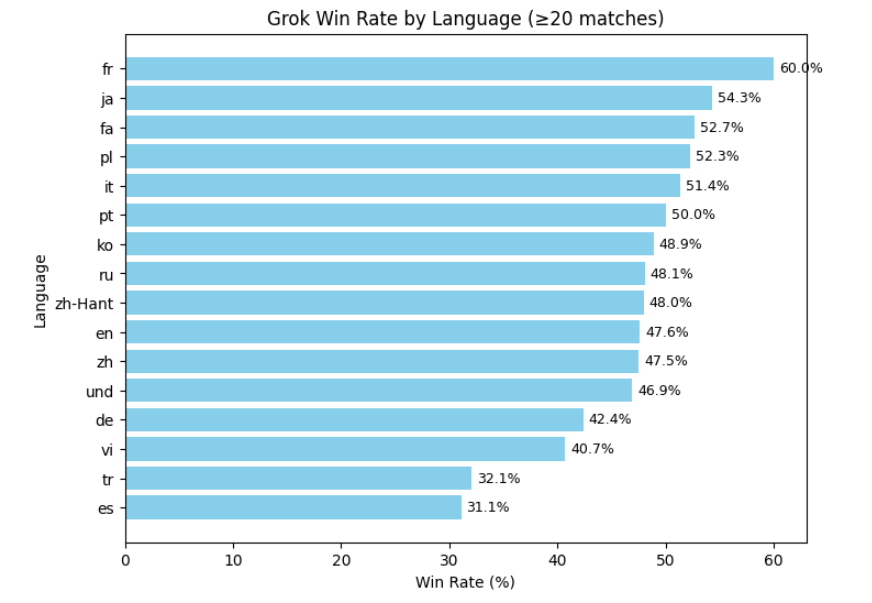 Grok Win Rate by Language (≥20 matches)
fr 60.0%
ja 54.3%
fa 52.7%
pl 52.3%
it 51.4%
pt 50.0%
ko 48.9%
ru 48.1%
zh-Hant 48.0%
en 47.6%
zh 47.5%
und 46.9%
de 42.4%
vi 40.7%
tr 32.1%
es 31.1%
Language
0 10 20 30 40 50 60
Win Rate (%)